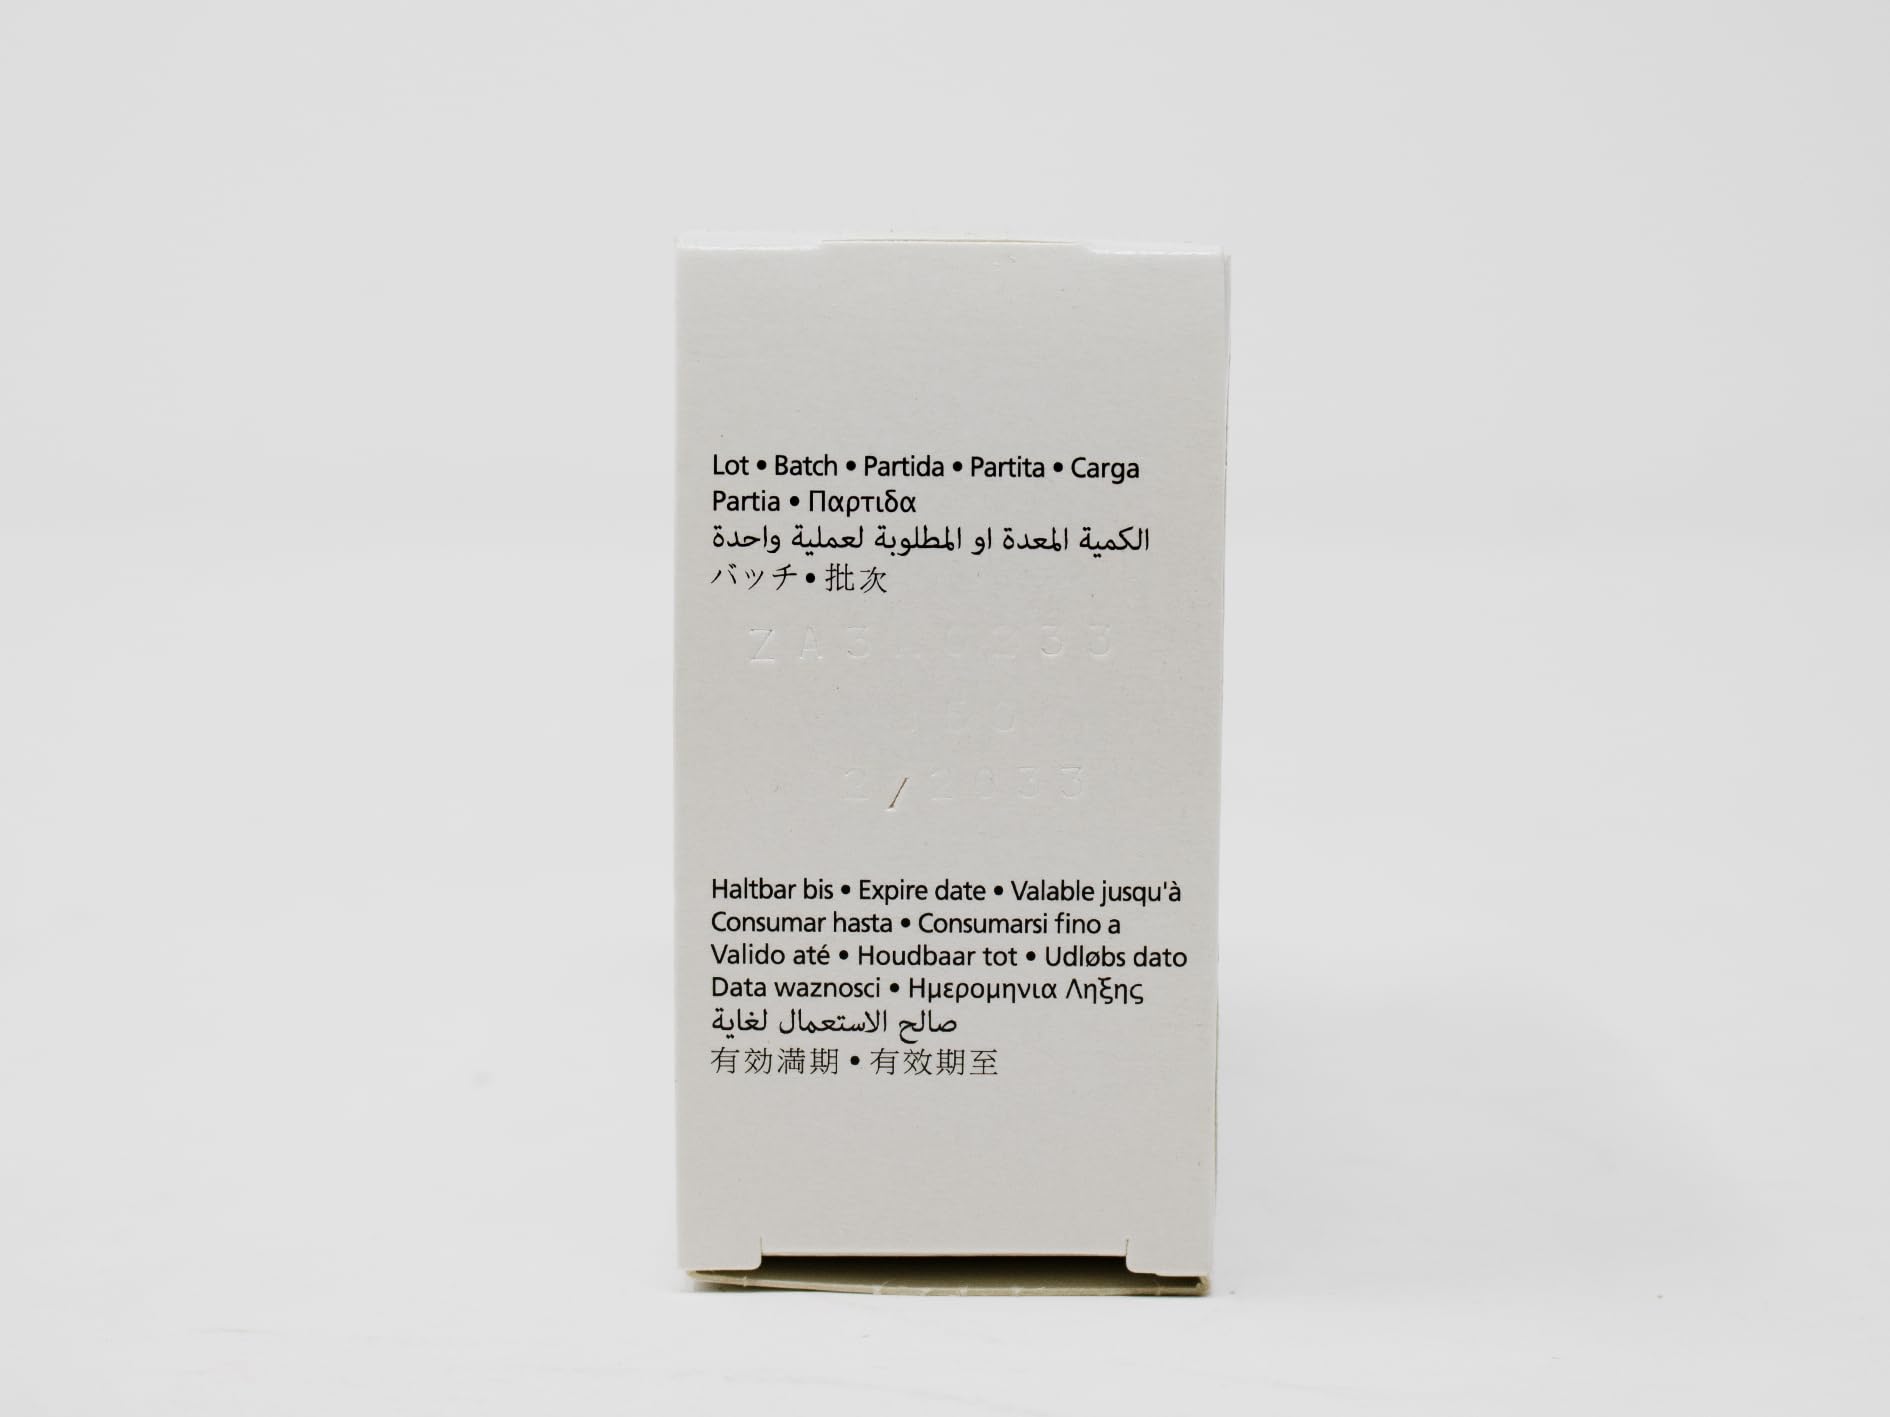 Lot • Batch • Partida • Partita • Carga
Partia • Παρτιδα
الكمية المعدة او المطلوبة لعملية واحدة
バッチ • 批次
2/2033
Haltbar bis • Expire date • Valable jusqu'à
Consumar hasta • Consumarsi fino a
Valido até • Houdbaar tot • Udløbs dato
Data waznosci • Ημερομηνια Ληξης
صالح الاستعمال لغاية
有効満期 • 有效期至